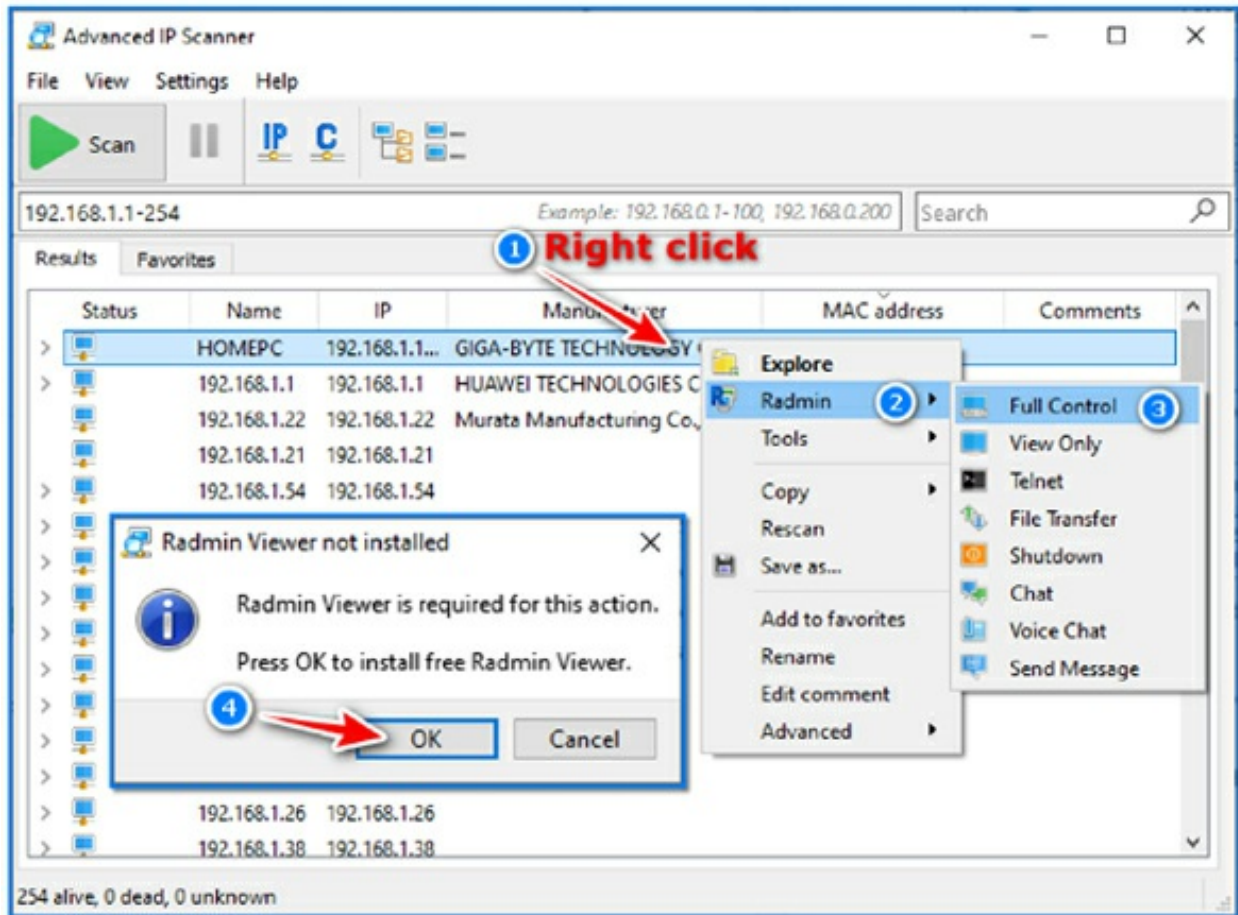 Advanced IP Scanner
File View Settings Help
Scan IP C
192.168.1.1-254 Example: 192.168.0.1-100, 192.168.0.200 Search
1 Right click
Results Favorites
Status Name IP Manufacturer MAC address Comments
HOMEPC 192.168.1.1... GIGA-BYTE TECHNOLOGY
192.168.1.1 192.168.1.1 HUAWEI TECHNOLOGIES C
192.168.1.22 192.168.1.22 Murata Manufacturing Co.,
192.168.1.21 192.168.1.21
192.168.1.54 192.168.1.54
Explore
Radmin 2
Tools
Copy
Rescan
Save as...
Add to favorites
Rename
Edit comment
Advanced
Full Control 3
View Only
Telnet
File Transfer
Shutdown
Chat
Voice Chat
Send Message
Radmin Viewer not installed
Radmin Viewer is required for this action.
Press OK to install free Radmin Viewer.
4
OK Cancel
192.168.1.26 192.168.1.26
192.168.1.38 192.168.1.38
254 alive, 0 dead, 0 unknown